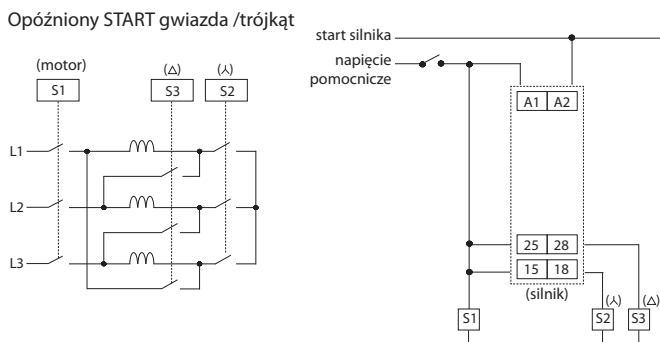 Opóźniony START gwiazda /trójkąt
(motor)
(△) (⅄)
S1 S3 S2
L1
L2
L3
start silnika
napięcie
pomocnicze
A1 A2
25 28
15 18
(silnik) (⅄) (△)
S1 S2 S3